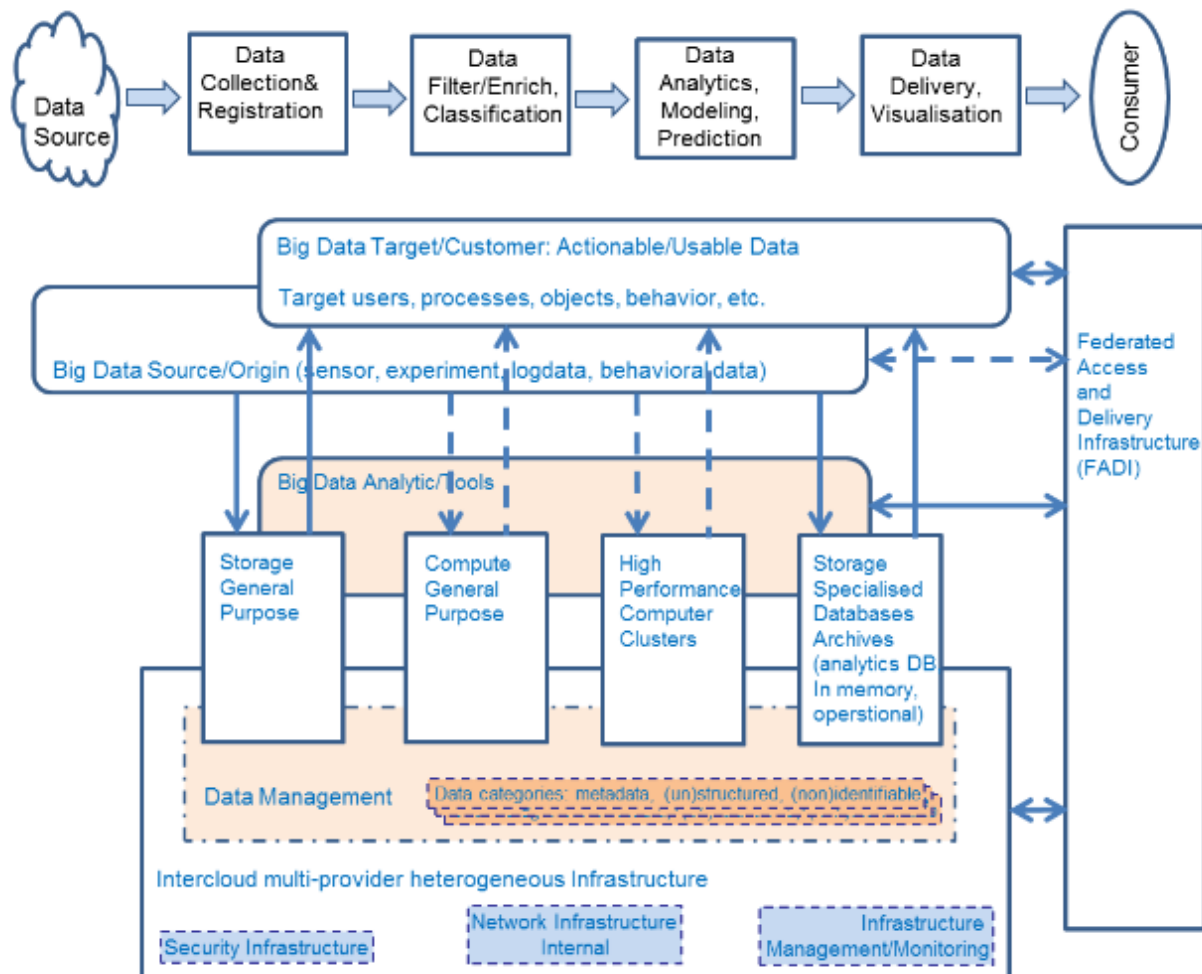 Data
Source
Data
Collection&
Registration
Data
Filter/Enrich,
Classification
Data
Analytics,
Modeling,
Prediction
Data
Delivery,
Visualisation
Consumer
Big Data Target/Customer: Actionable/Usable Data
Target users, processes, objects, behavior, etc.
Big Data Source/Origin (sensor, experiment, logdata, behavioral data)
Federated
Access
and
Delivery
Infrastructure
(FADI)
Big Data Analytic/Tools
Storage
General
Purpose
Compute
General
Purpose
High
Performance
Computer
Clusters
Storage
Specialised
Databases
Archives
(analytics DB
In memory,
operstional)
Data Management
Data categories: metadata, (un)structured, (non)identifiable
Intercloud multi-provider heterogeneous Infrastructure
Security Infrastructure
Network Infrastructure
Internal
Infrastructure
Management/Monitoring